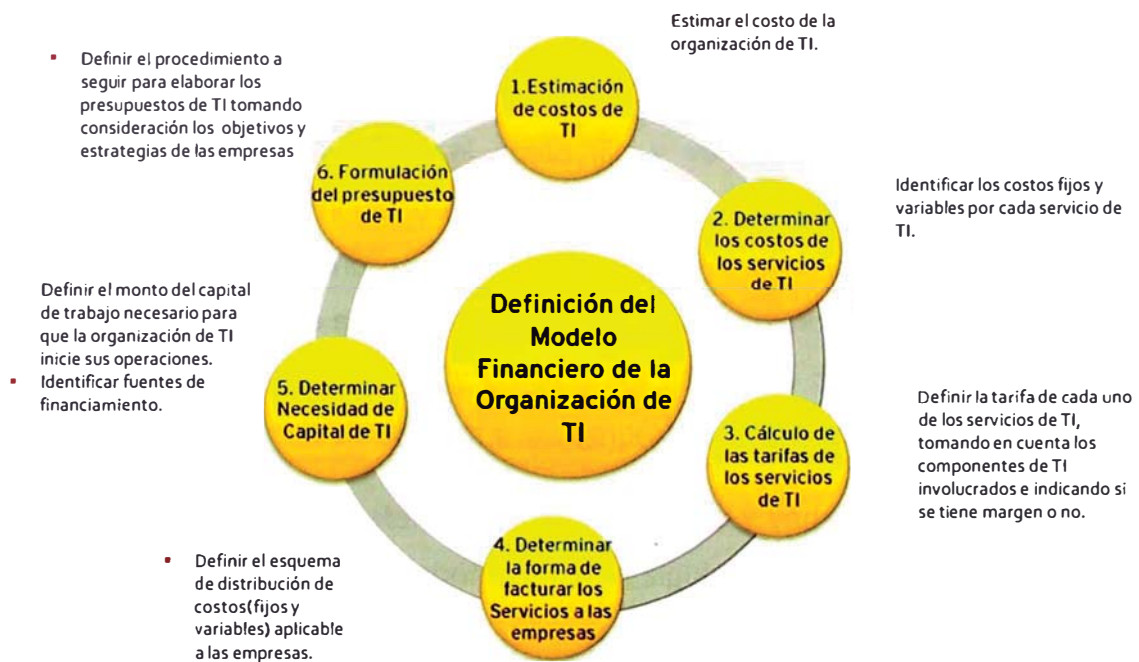 Estimar el costo de la
organización de TI.
1.Estimación
de costos de
TI
Identificar los costos fijos y
variables por cada servicio de
TI.
2. Determinar
los costos de
los servicios
de TI
Definir la tarifa de cada uno
de los servicios de TI,
tomando en cuenta los
componentes de TI
involucrados e indicando si
se tiene margen o no.
3. Cálculo de
las tarifas de
los servicios
de TI
4. Determinar
la forma de
facturar los
Servicios a las
empresas
▪ Definir el esquema
de distribución de
costos(fijos y
variables) aplicable
a las empresas.
5. Determinar
Necesidad de
Capital de TI
Definir el monto del capital
de trabajo necesario para
que la organización de TI
inicie sus operaciones.
▪ Identificar fuentes de
financiamiento.
6. Formulación
del presupuesto
de TI
▪ Definir el procedimiento a
seguir para elaborar los
presupuestos de TI tomando
consideración los objetivos y
estrategias de las empresas
Definición del
Modelo
Financiero de la
Organización de
TI